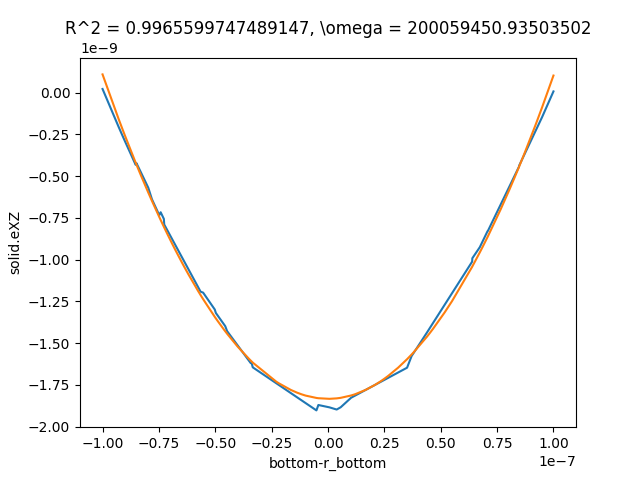 R^2 = 0.9965599747489147, \omega = 200059450.93503502
1e−9
0.00
−0.25
−0.50
−0.75
−1.00
−1.25
−1.50
−1.75
−2.00
solid.eXZ
−1.00 −0.75 −0.50 −0.25 0.00 0.25 0.50 0.75 1.00
1e−7
bottom-r_bottom